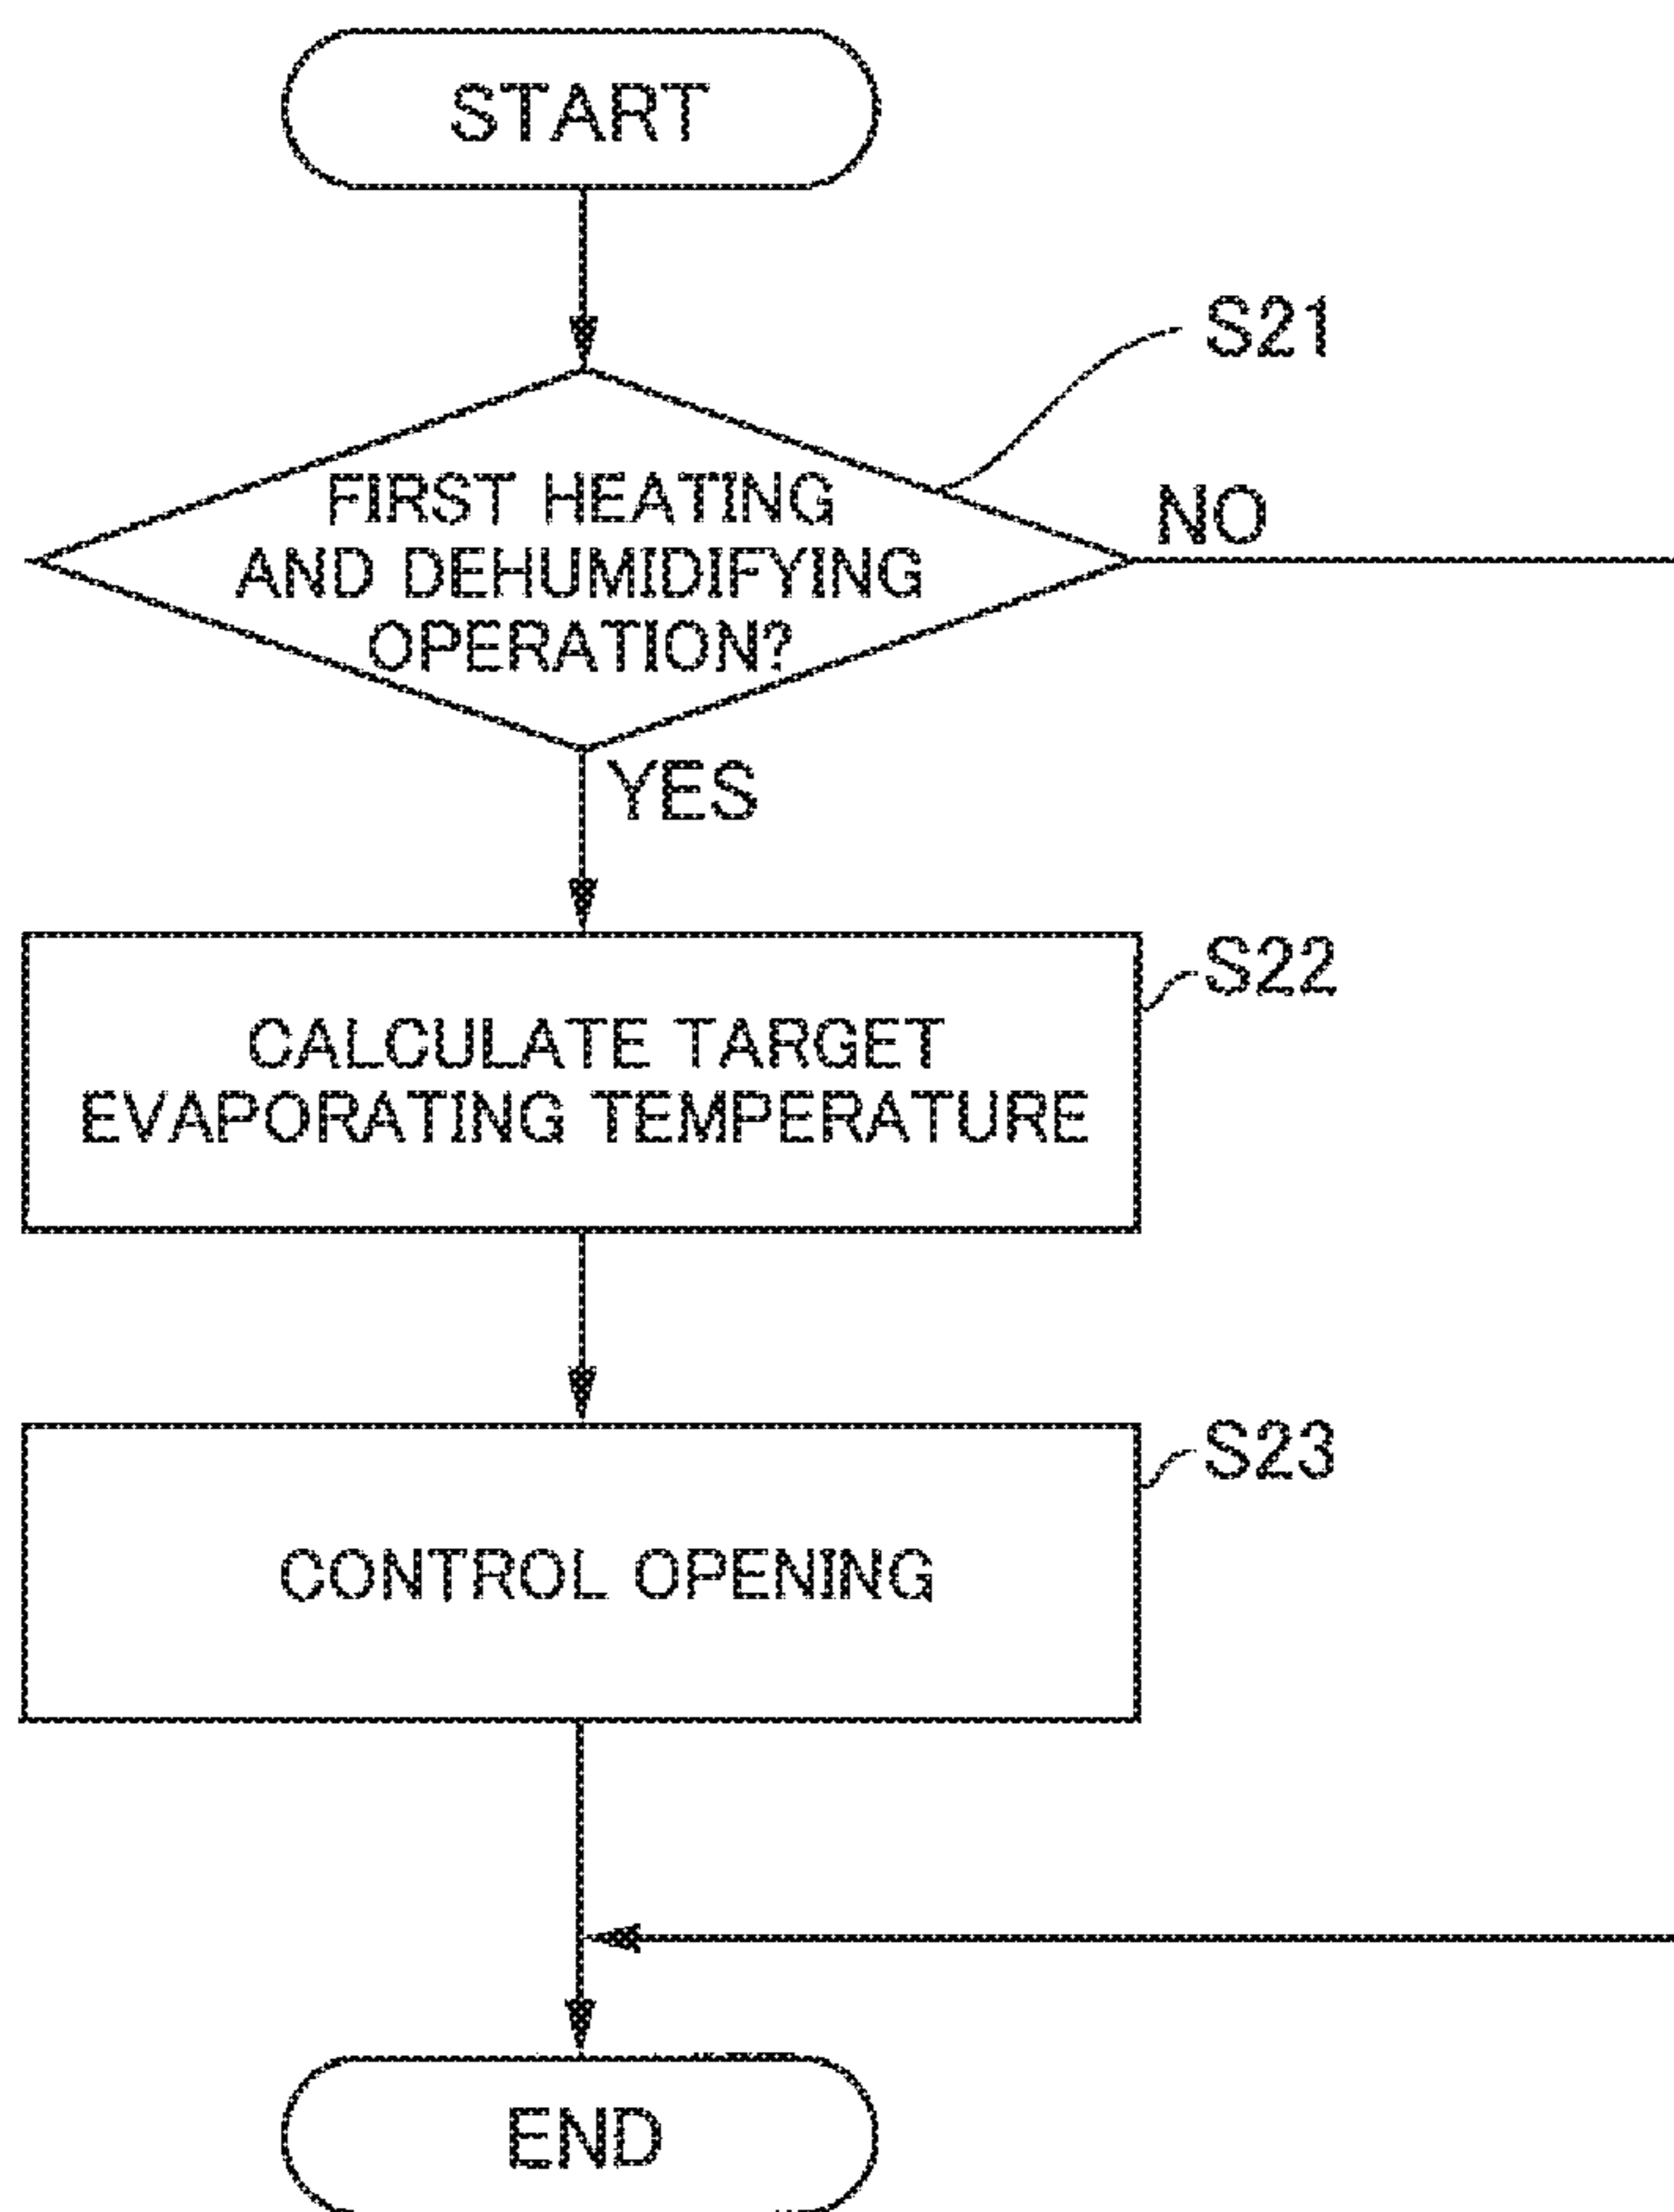 START
S21
FIRST HEATING
AND DEHUMIDIFYING
OPERATION?
NO
YES
S22
CALCULATE TARGET
EVAPORATING TEMPERATURE
S23
CONTROL OPENING
END